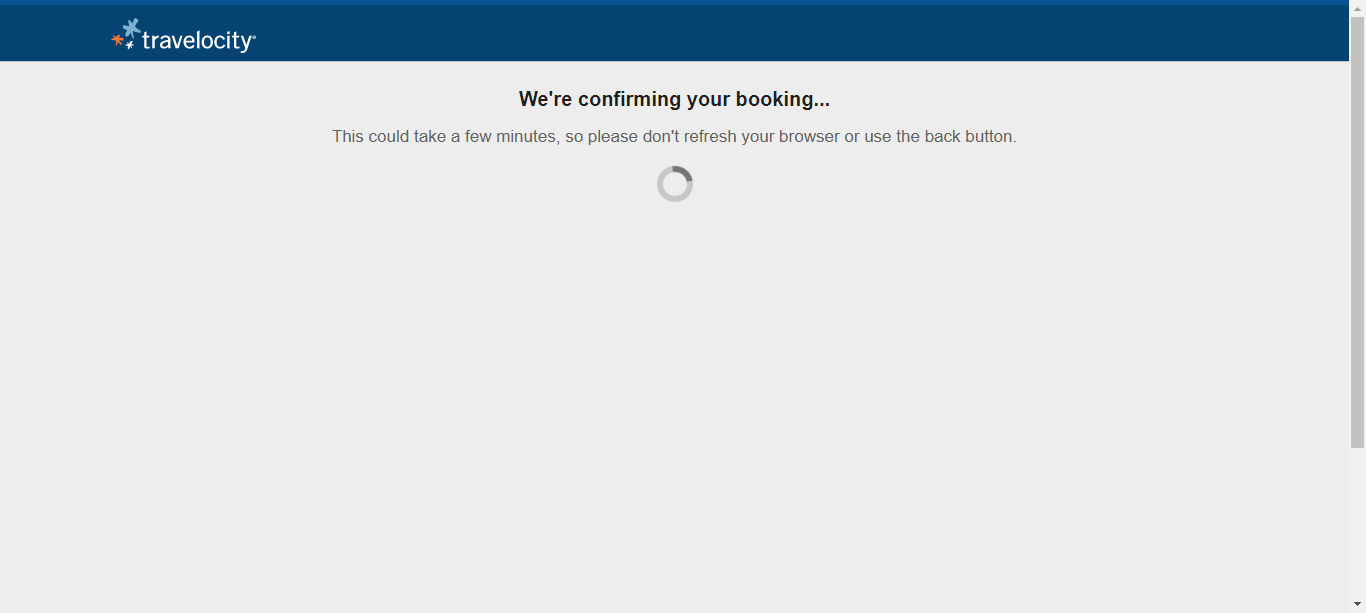 travelocity
We're confirming your booking...
This could take a few minutes, so please don't refresh your browser or use the back button.